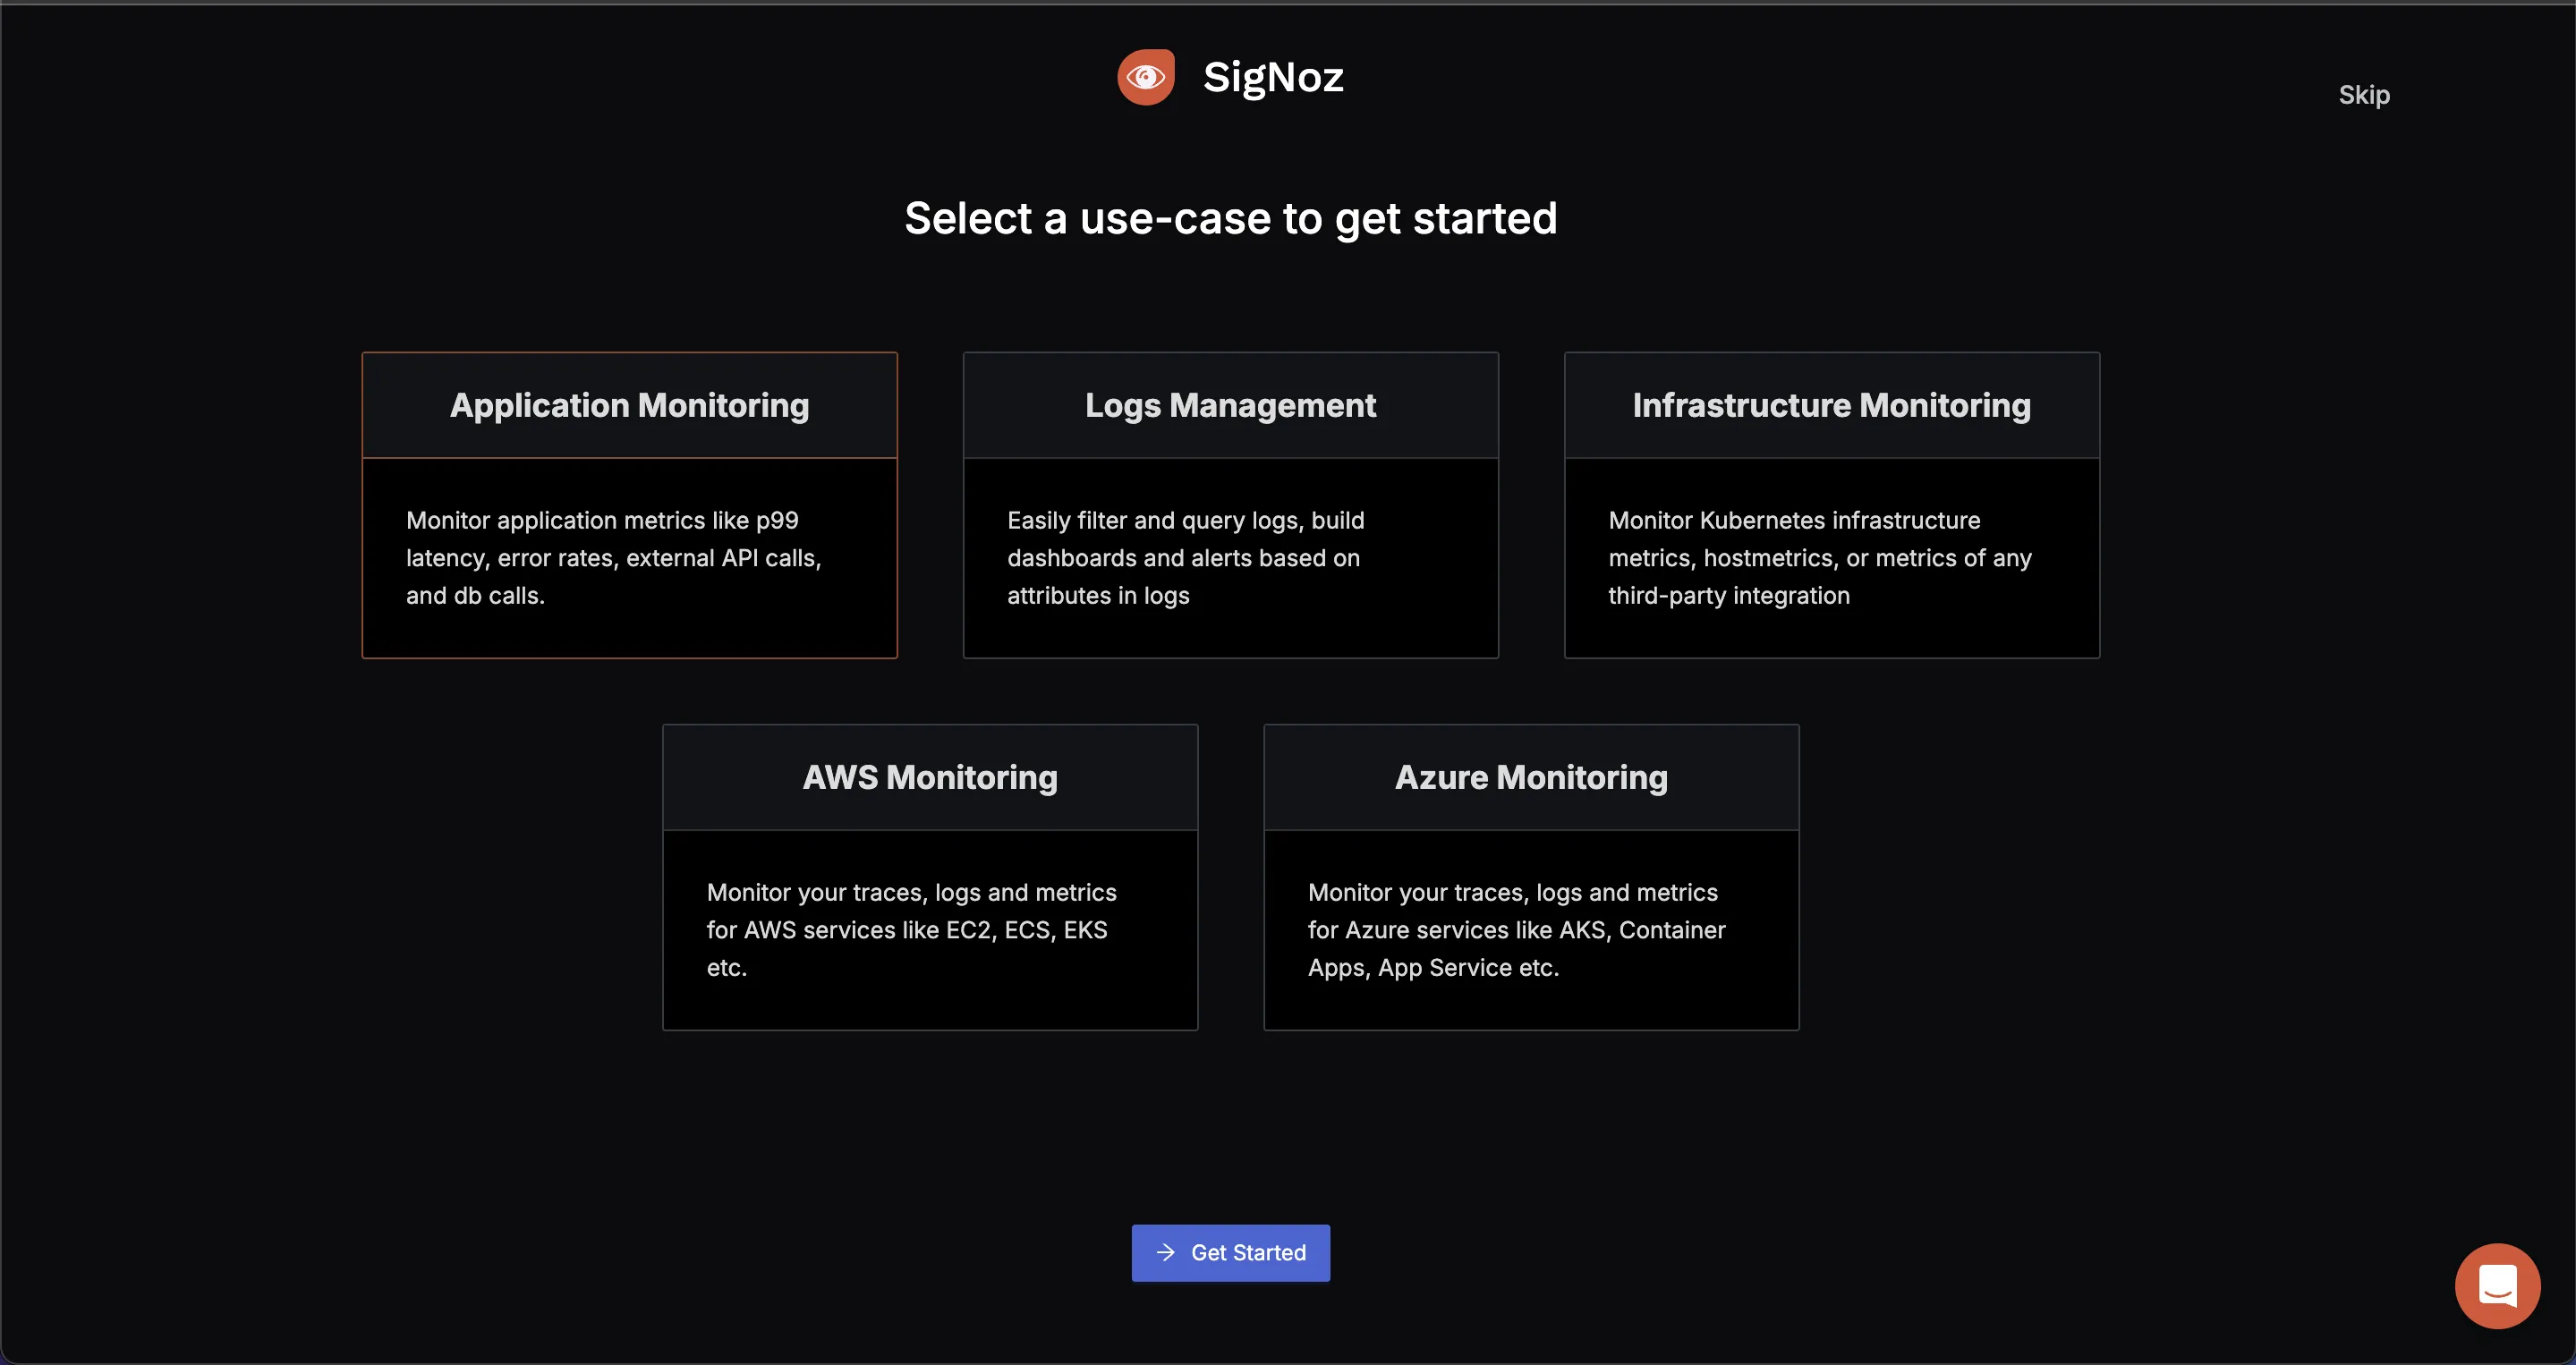 SigNoz
Skip
Select a use-case to get started
Application Monitoring
Monitor application metrics like p99
latency, error rates, external API calls,
and db calls.
Logs Management
Easily filter and query logs, build
dashboards and alerts based on
attributes in logs
Infrastructure Monitoring
Monitor Kubernetes infrastructure
metrics, hostmetrics, or metrics of any
third-party integration
AWS Monitoring
Monitor your traces, logs and metrics
for AWS services like EC2, ECS, EKS
etc.
Azure Monitoring
Monitor your traces, logs and metrics
for Azure services like AKS, Container
Apps, App Service etc.
Get Started